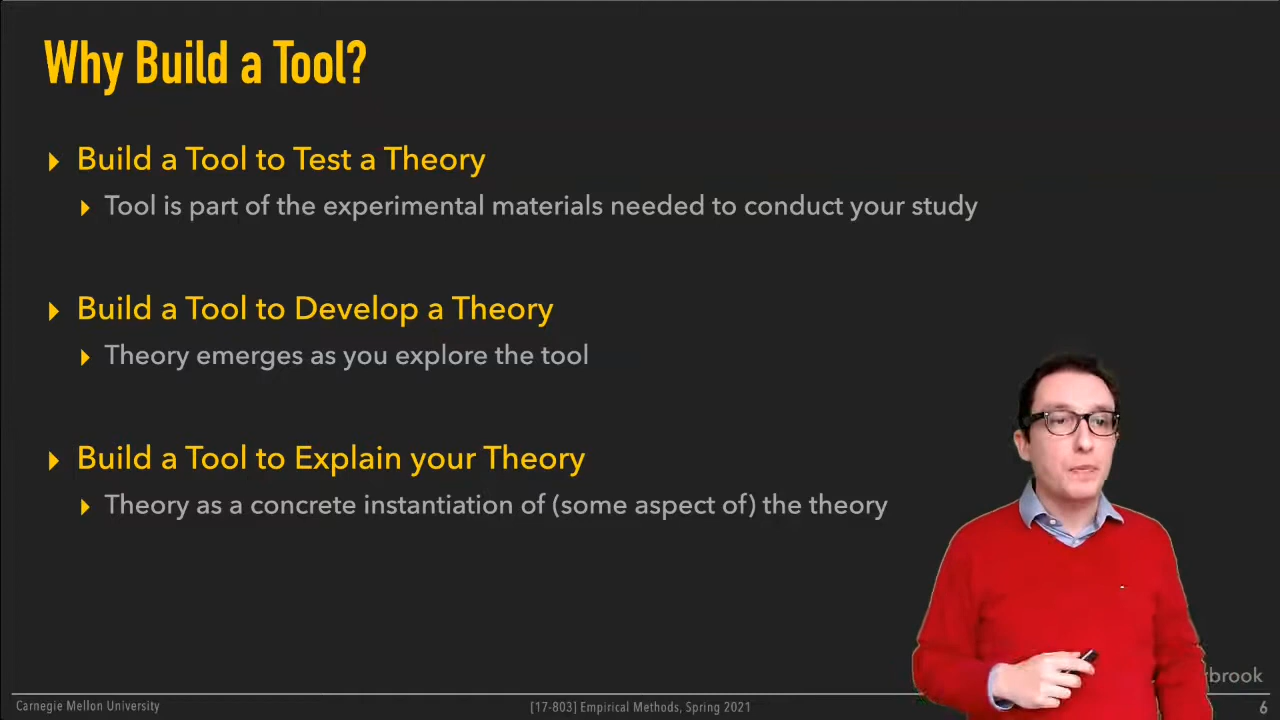 Why Build a Tool?
Build a Tool to Test a Theory
Tool is part of the experimental materials needed to conduct your study
Build a Tool to Develop a Theory
Theory emerges as you explore the tool
Build a Tool to Explain your Theory
Theory as a concrete instantiation of (some aspect of) the theory
Carnegie Mellon University
[17-803] Empirical Methods, Spring 2021
6